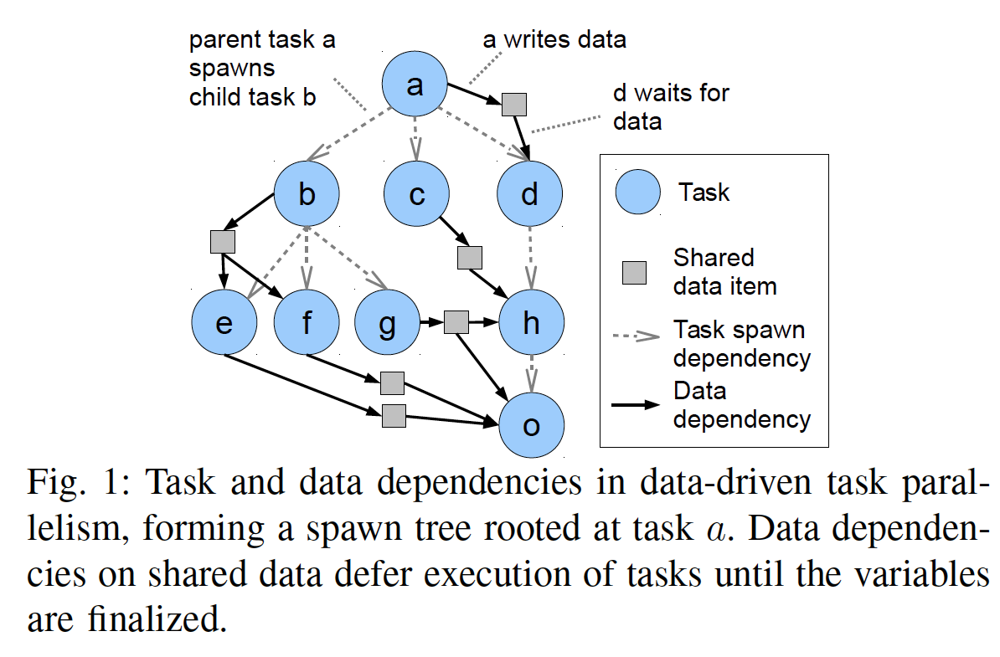 parent task a
spawns
child task b
a writes data
a
d waits for
data
b
c
d
Task
Shared
data item
e
f
g
h
Task spawn
dependency
Data
dependency
o
Fig. 1: Task and data dependencies in data-driven task paral-
lelism, forming a spawn tree rooted at task a. Data dependen-
cies on shared data defer execution of tasks until the variables
are finalized.